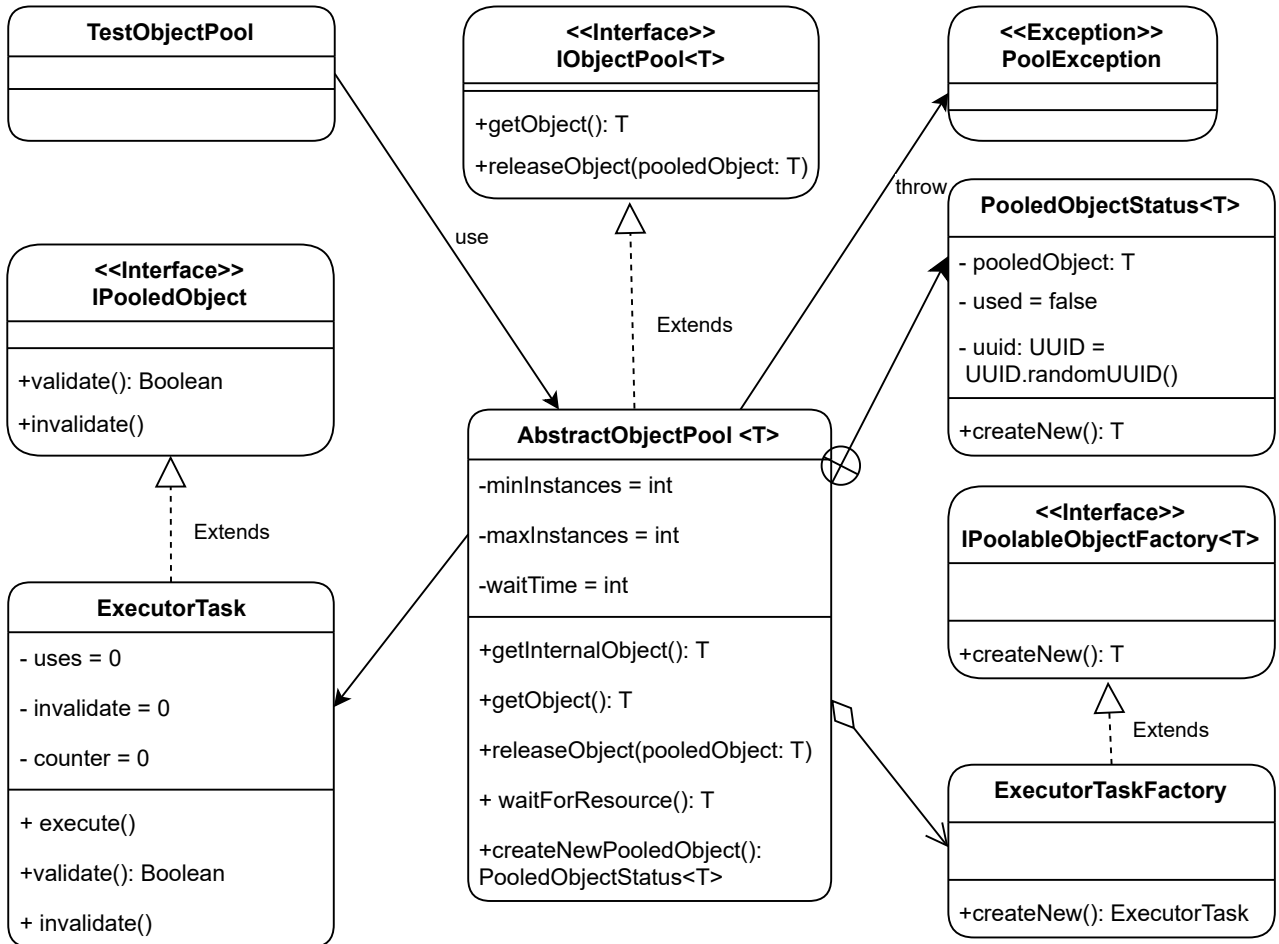 TestObjectPool
<<Interface>>
IObjectPool<T>
+getObject(): T
+releaseObject(pooledObject: T)
<<Exception>>
PoolException
use
throw
Extends
<<Interface>>
IPooledObject
+validate(): Boolean
+invalidate()
Extends
PooledObjectStatus<T>
- pooledObject: T
- used = false
- uuid: UUID =
UUID.randomUUID()
+createNew(): T
AbstractObjectPool <T>
-minInstances = int
-maxInstances = int
-waitTime = int
+getInternalObject(): T
+getObject(): T
+releaseObject(pooledObject: T)
+ waitForResource(): T
+createNewPooledObject():
PooledObjectStatus<T>
<<Interface>>
IPoolableObjectFactory<T>
+createNew(): T
Extends
ExecutorTask
- uses = 0
- invalidate = 0
- counter = 0
+ execute()
+validate(): Boolean
+ invalidate()
ExecutorTaskFactory
+createNew(): ExecutorTask